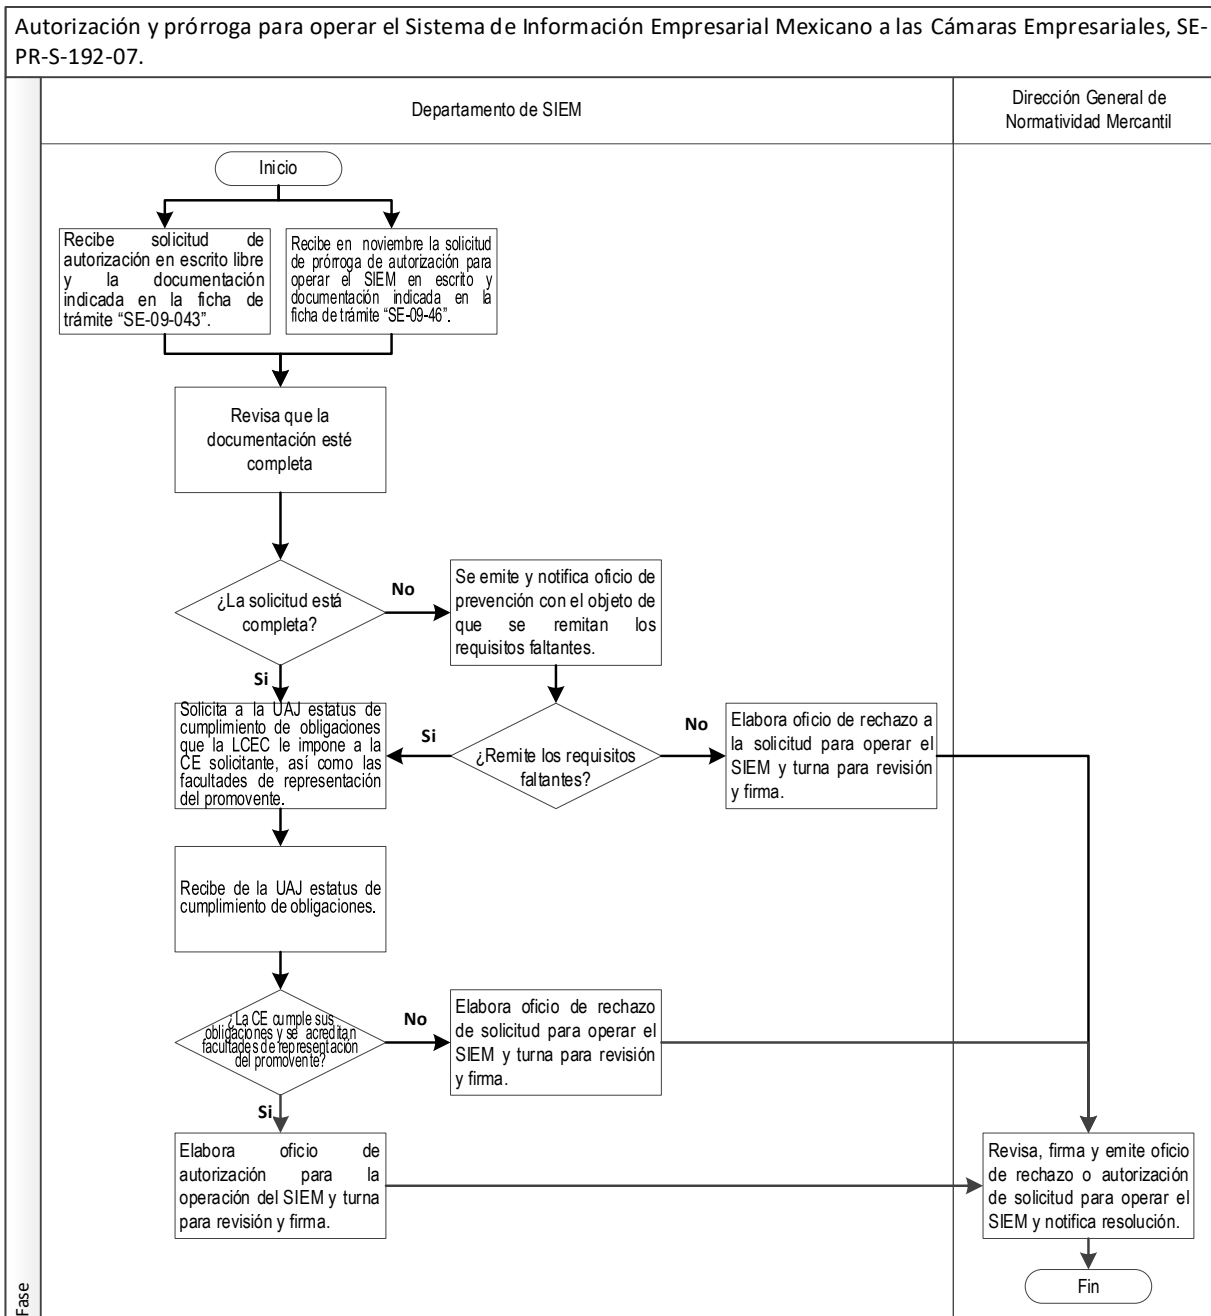 Autorización y prórroga para operar el Sistema de Información Empresarial Mexicano a las Cámaras Empresariales, SE-
PR-S-192-07.
Departamento de SIEM
Dirección General de
Normatividad Mercantil
Inicio
Recibe solicitud de
autorización en escrito libre
y la documentación
indicada en la ficha de
trámite “SE-09-043”.
Recibe en noviembre la solicitud
de prórroga de autorización para
operar el SIEM en escrito y
documentación indicada en la
ficha de trámite “SE-09-46”.
Revisa que la
documentación esté
completa
¿La solicitud está
completa?
No
Se emite y notifica oficio de
prevención con el objeto de
que se remitan los
requisitos faltantes.
Si
Solicita a la UAJ estatus de
cumplimiento de obligaciones
que la LCEC le impone a la
CE solicitante, así como las
facultades de representación
del promovente.
Si
¿Remite los requisitos
faltantes?
No
Elabora oficio de rechazo a
la solicitud para operar el
SIEM y turna para revisión
y firma.
Recibe de la UAJ estatus de
cumplimiento de obligaciones.
¿La CE cumple sus
obligaciones y se acreditan
facultades de representación
del promovente?
No
Elabora oficio de rechazo
de solicitud para operar el
SIEM y turna para revisión
y firma.
Si
Elabora oficio de
autorización para la
operación del SIEM y turna
para revisión y firma.
Revisa, firma y emite oficio
de rechazo o autorización
de solicitud para operar el
SIEM y notifica resolución.
Fin
Fase